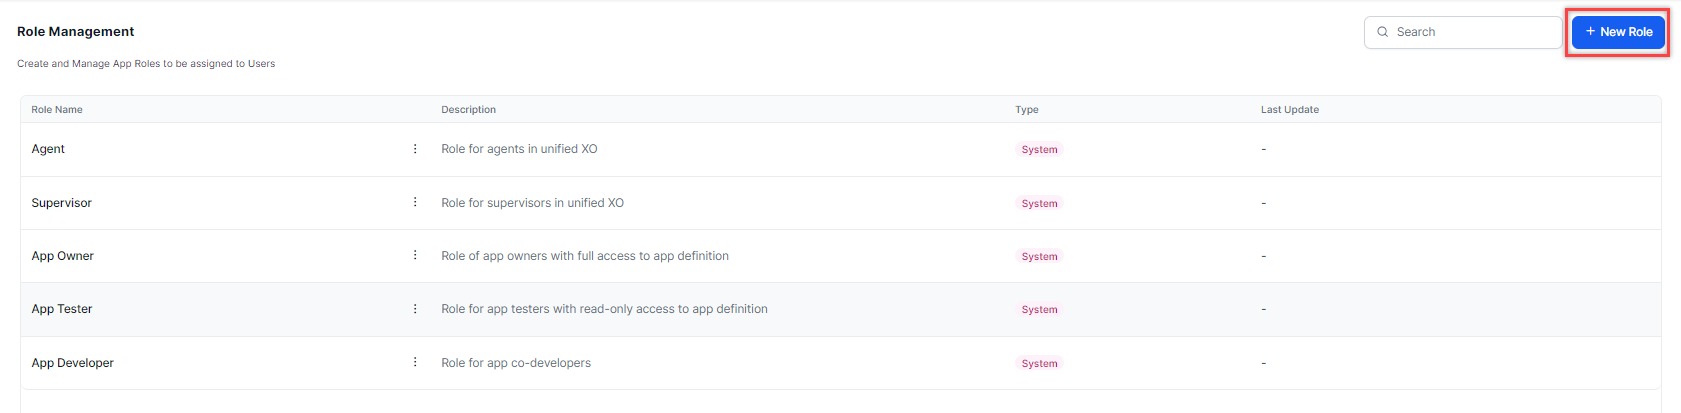 Role Management
Search
+ New Role
Create and Manage App Roles to be assigned to Users
Role Name Description Type Last Update
Agent Role for agents in unified XO System -
Supervisor Role for supervisors in unified XO System -
App Owner Role of app owners with full access to app definition System -
App Tester Role for app testers with read-only access to app definition System -
App Developer Role for app co-developers System -